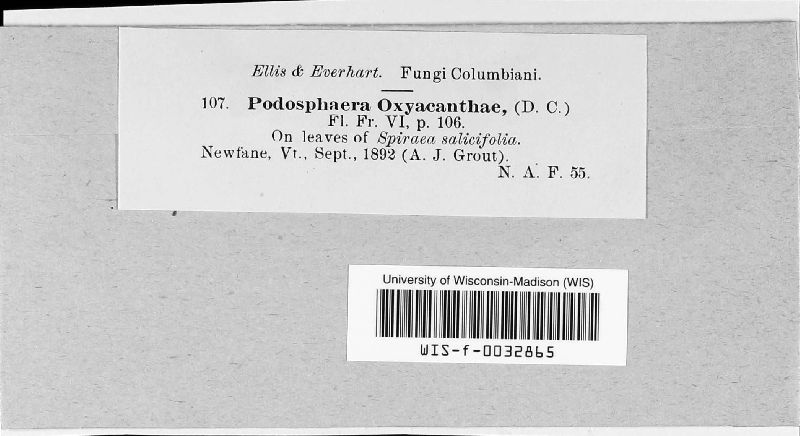 Ellis & Everhart. Fungi Columbiani.
107. Podosphaera Oxyacanthae, (D. C.)
Fl. Fr. VI, p. 106.
On leaves of Spiraea salicifolia.
Newfane, Vt., Sept., 1892 (A. J. Grout).
N. A. F. 55.
University of Wisconsin-Madison (WIS)
WIS-f-0032865